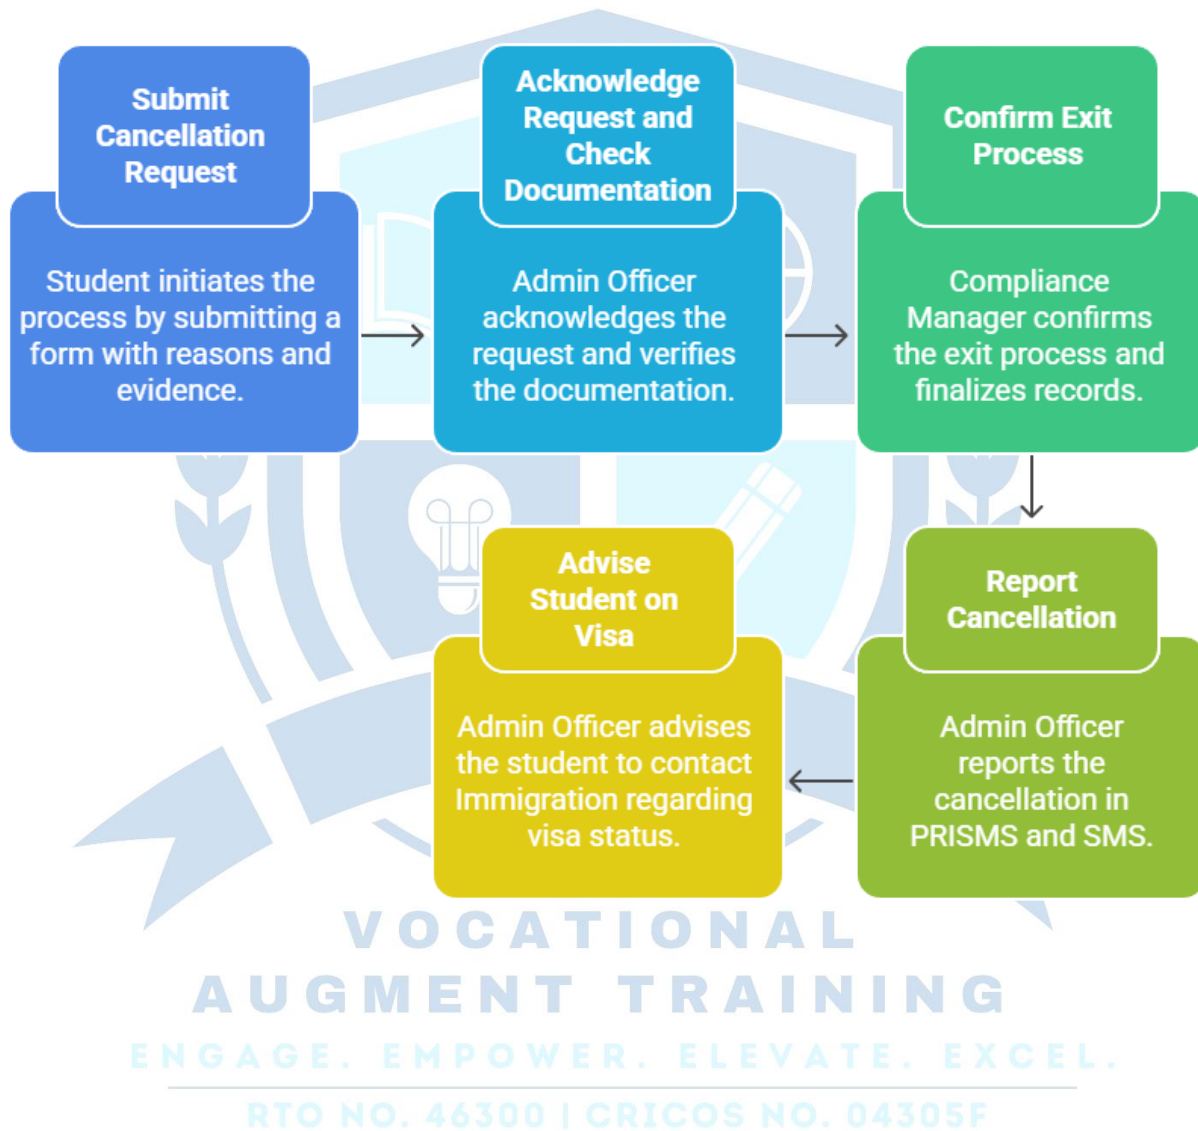 Submit
Cancellation
Request
Student initiates the
process by submitting a
form with reasons and
evidence.
Acknowledge
Request and
Check
Documentation
Admin Officer
acknowledges the
request and verifies
the documentation.
Confirm Exit
Process
Compliance
Manager confirms
the exit process and
finalizes records.
Report
Cancellation
Admin Officer
reports the
cancellation in
PRISMS and SMS.
Advise
Student on
Visa
Admin Officer advises
the student to contact
Immigration regarding
visa status.
VOCATIONAL
AUGMENT TRAINING
ENGAGE. EMPOWER. ELEVATE. EXCEL.
RTO NO. 46300 | CRICOS NO. 04305F